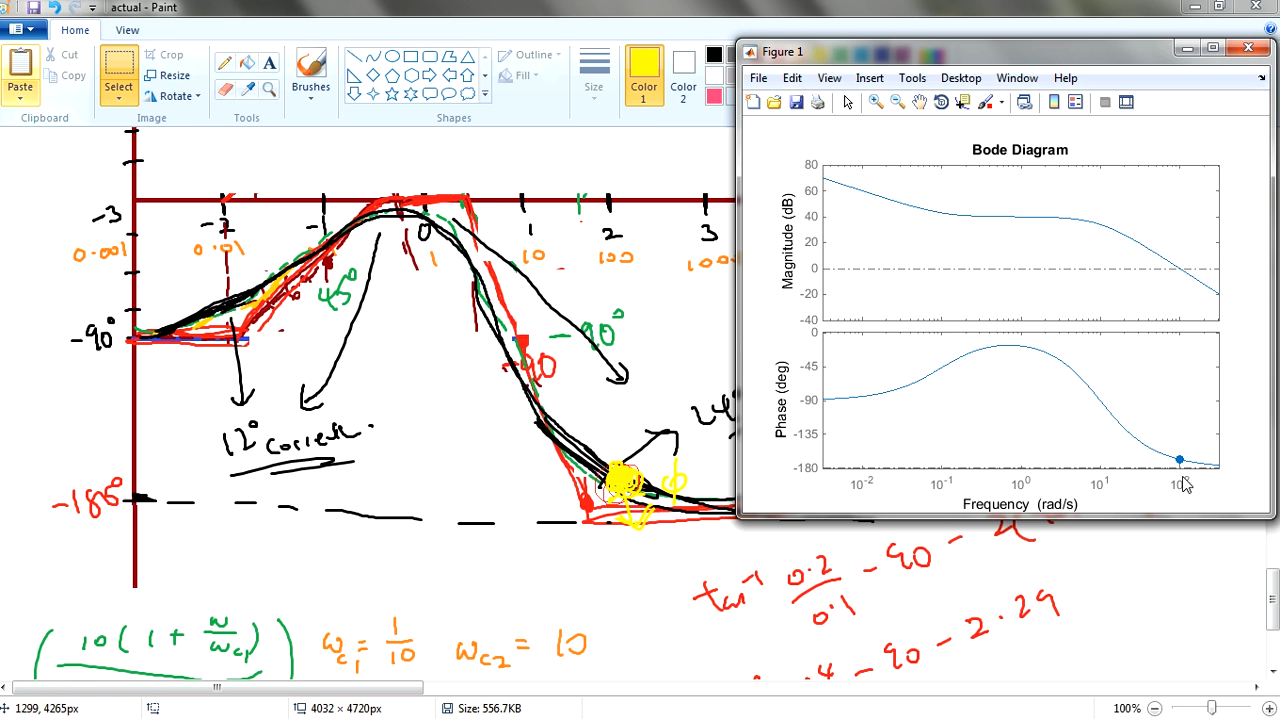 actual - Paint
Home View
Paste
Cut
Copy
Clipboard
Select
Crop
Resize
Rotate
Image
Tools
Brushes
Shapes
Outline
Fill
Size
Color 1
Color 2
Figure 1
File Edit View Insert Tools Desktop Window Help
Bode Diagram
Magnitude (dB)
80
60
40
20
0
-20
-40
Phase (deg)
0
-45
-90
-135
-180
10-2 10-1 100 101
Frequency (rad/s)
-3 -2 -1 0 1 2 3
0.001 0.01 1 10 100
45°
-90°
-90°
-90
12° correct.
-180°
ϕ
tan-1 0.2/0.1 - 90 -
- 90 - 2.29
10(1 + w/wc1)
wc1 = 1/10 wc2 = 10
1299, 4265px
4032 × 4720px
Size: 556.7KB
100%